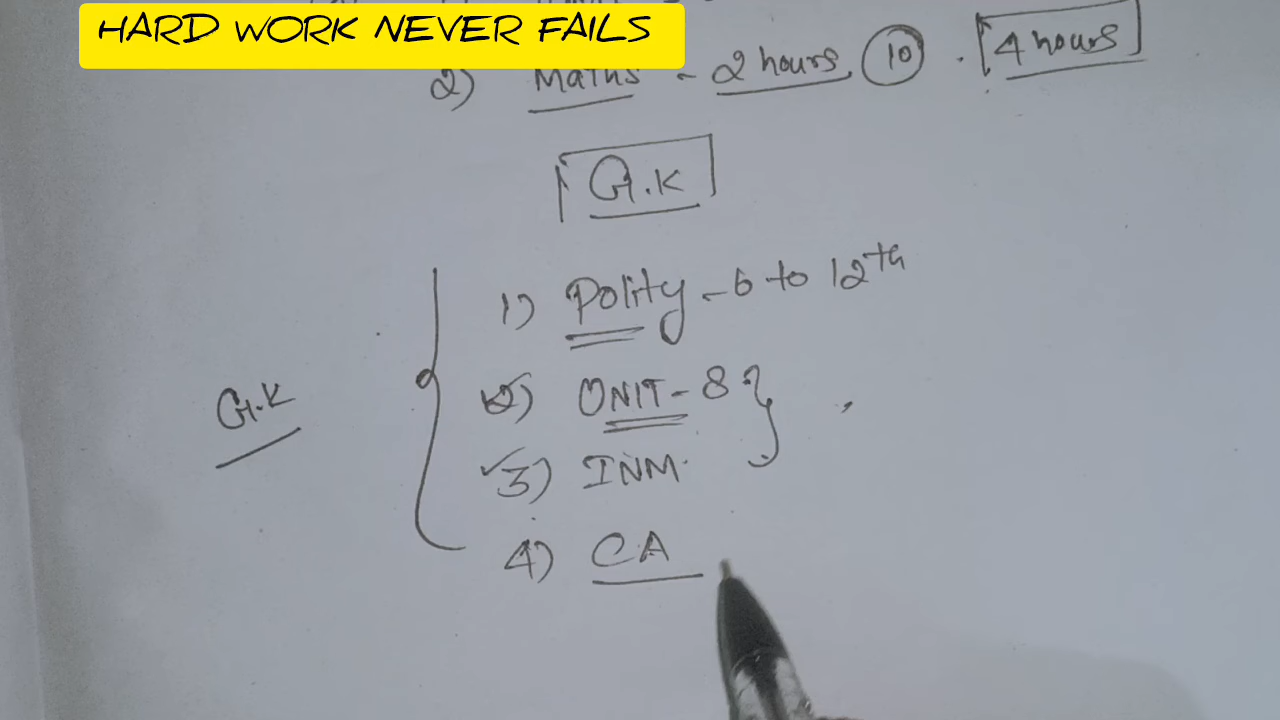 HARD WORK NEVER FAILS
2) Maths - 2 hours 10 . 4 hours
G.K
1) Polity - 6 to 12th
G.K
2) UNIT - 8
3) INM.
4) CA